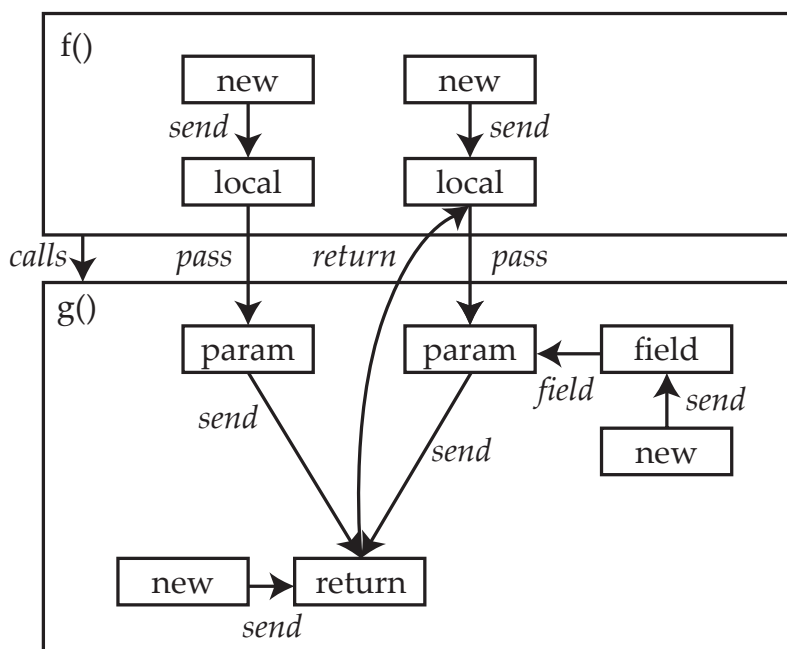 f()
new new
send send
local local
calls pass return pass
g()
param param field
field send
send send
new
new return
send